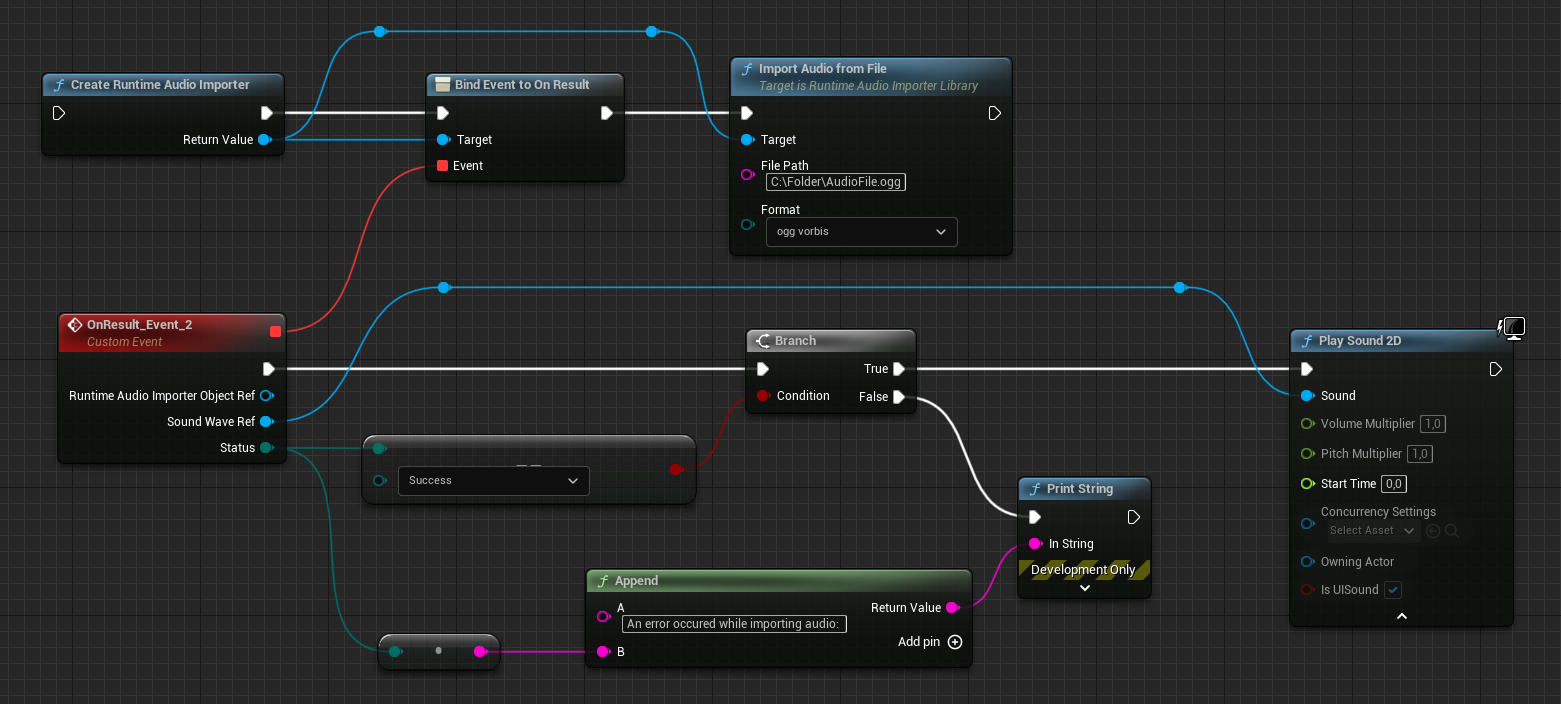 Create Runtime Audio Importer
Return Value
Bind Event to On Result
Target
Event
Import Audio from File
Target is Runtime Audio Importer Library
Target
File Path
C:\Folder\AudioFile.ogg
Format
ogg vorbis
OnResult_Event_2
Custom Event
Runtime Audio Importer Object Ref
Sound Wave Ref
Status
Success
Branch
True
Condition
False
Print String
In String
Development Only
Append
A
An error occured while importing audio:
Return Value
Add pin
B
Play Sound 2D
Sound
Volume Multiplier 1,0
Pitch Multiplier 1,0
Start Time 0,0
Concurrency Settings
Select Asset
Owning Actor
Is UISound